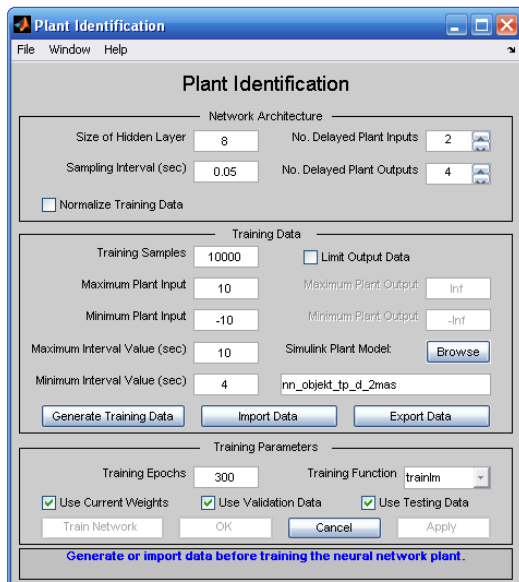 Plant Identification
File Window Help
Plant Identification
Network Architecture
Size of Hidden Layer 8 No. Delayed Plant Inputs 2
Sampling Interval (sec) 0.05 No. Delayed Plant Outputs 4
Normalize Training Data
Training Data
Training Samples 10000 Limit Output Data
Maximum Plant Input 10 Maximum Plant Output Inf
Minimum Plant Input -10 Minimum Plant Output -Inf
Maximum Interval Value (sec) 10 Simulink Plant Model: Browse
Minimum Interval Value (sec) 4 nn_objekt_tp_d_2mas
Generate Training Data Import Data Export Data
Training Parameters
Training Epochs 300 Training Function trainlm
Use Current Weights Use Validation Data Use Testing Data
Train Network OK Cancel Apply
Generate or import data before training the neural network plant.